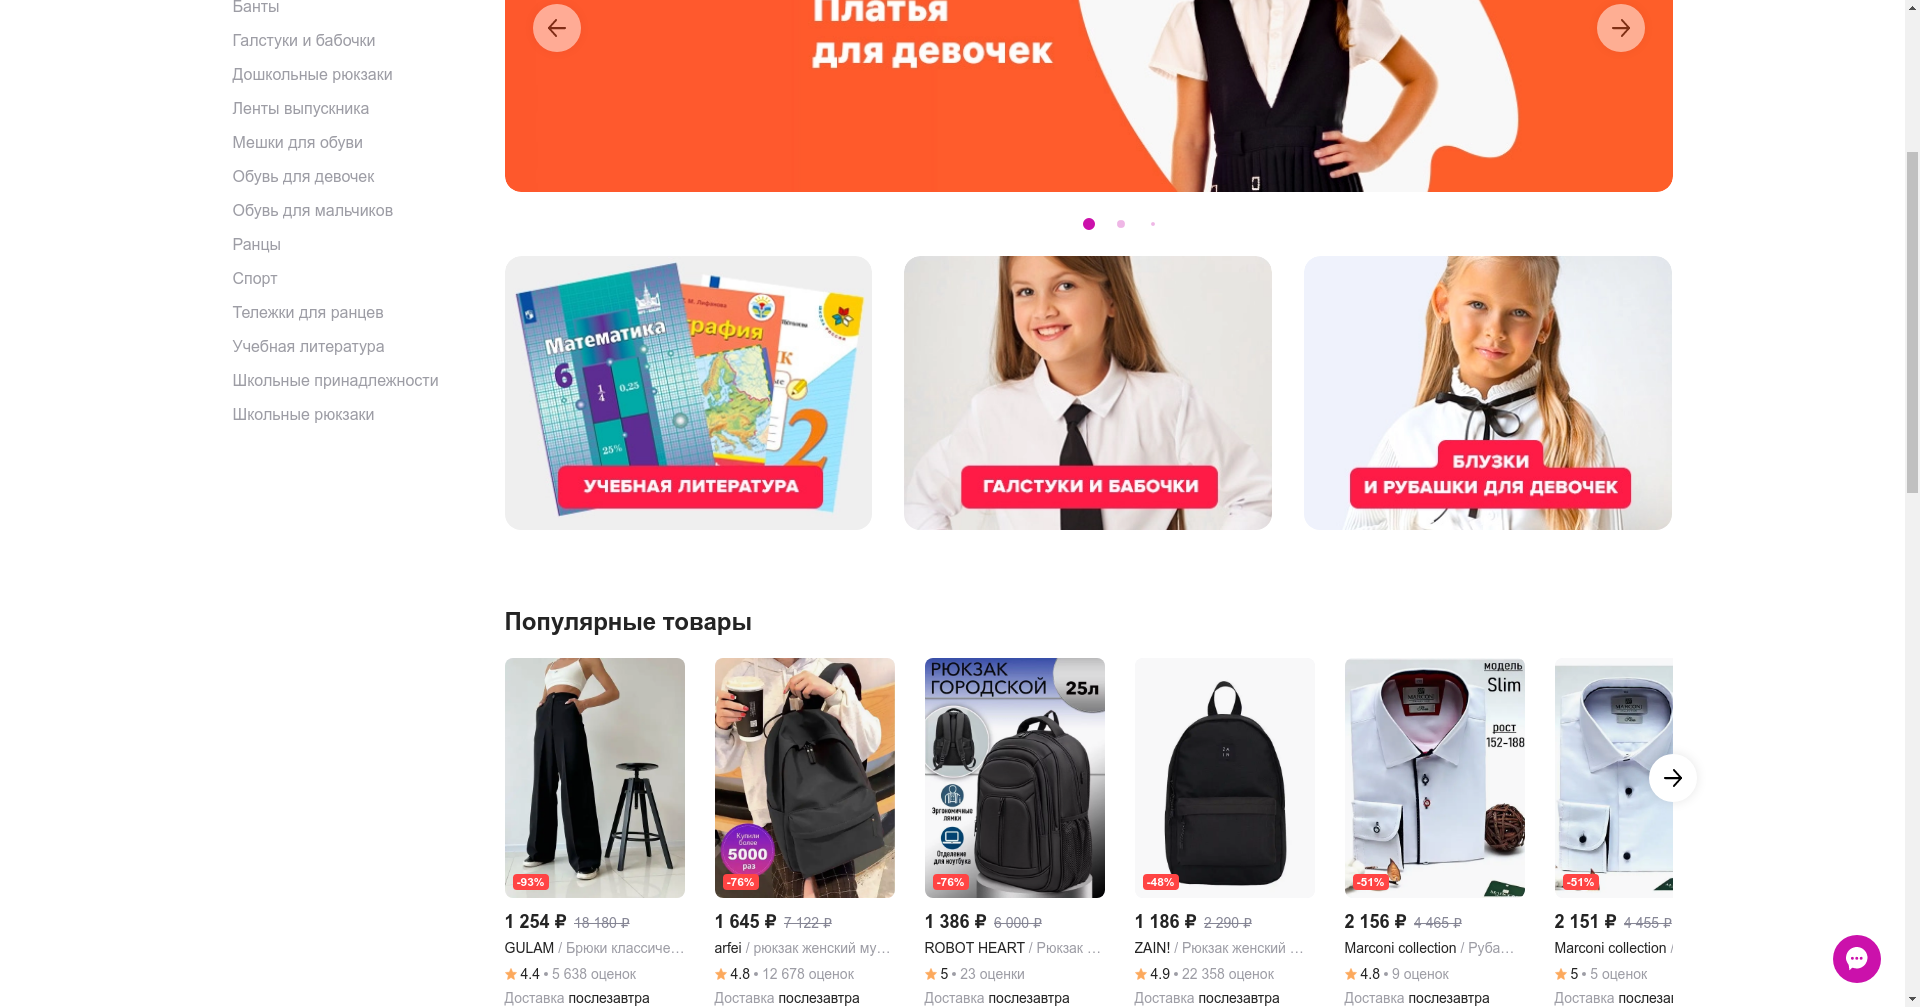 Банты
Галстуки и бабочки
Дошкольные рюкзаки
Ленты выпускника
Мешки для обуви
Обувь для девочек
Обувь для мальчиков
Ранцы
Спорт
Тележки для ранцев
Учебная литература
Школьные принадлежности
Школьные рюкзаки
Платья
для девочек
Математика
6
1/4
0,25
25%
2
УЧЕБНАЯ ЛИТЕРАТУРА
ГАЛСТУКИ И БАБОЧКИ
БЛУЗКИ
И РУБАШКИ ДЛЯ ДЕВОЧЕК
Популярные товары
Купили
более
5000
раз
РЮКЗАК
ГОРОДСКОЙ
25л
Эргономичные
лямки
Отделение
для ноутбука
модель
Slim
рост
152-188
-93%
-76%
-76%
-48%
-51%
-51%
1 254 ₽ 18 180 ₽
GULAM / Брюки классиче...
4.4 • 5 638 оценок
Доставка послезавтра
1 645 ₽ 7 122 ₽
arfei / рюкзак женский му...
4.8 • 12 678 оценок
Доставка послезавтра
1 386 ₽ 6 000 ₽
ROBOT HEART / Рюкзак ...
5 • 23 оценки
Доставка послезавтра
1 186 ₽ 2 290 ₽
ZAIN! / Рюкзак женский ...
4.9 • 22 358 оценок
Доставка послезавтра
2 156 ₽ 4 465 ₽
Marconi collection / Руба...
4.8 • 9 оценок
Доставка послезавтра
2 151 ₽ 4 455 ₽
Marconi collection /
5 • 5 оценок
Доставка послезав